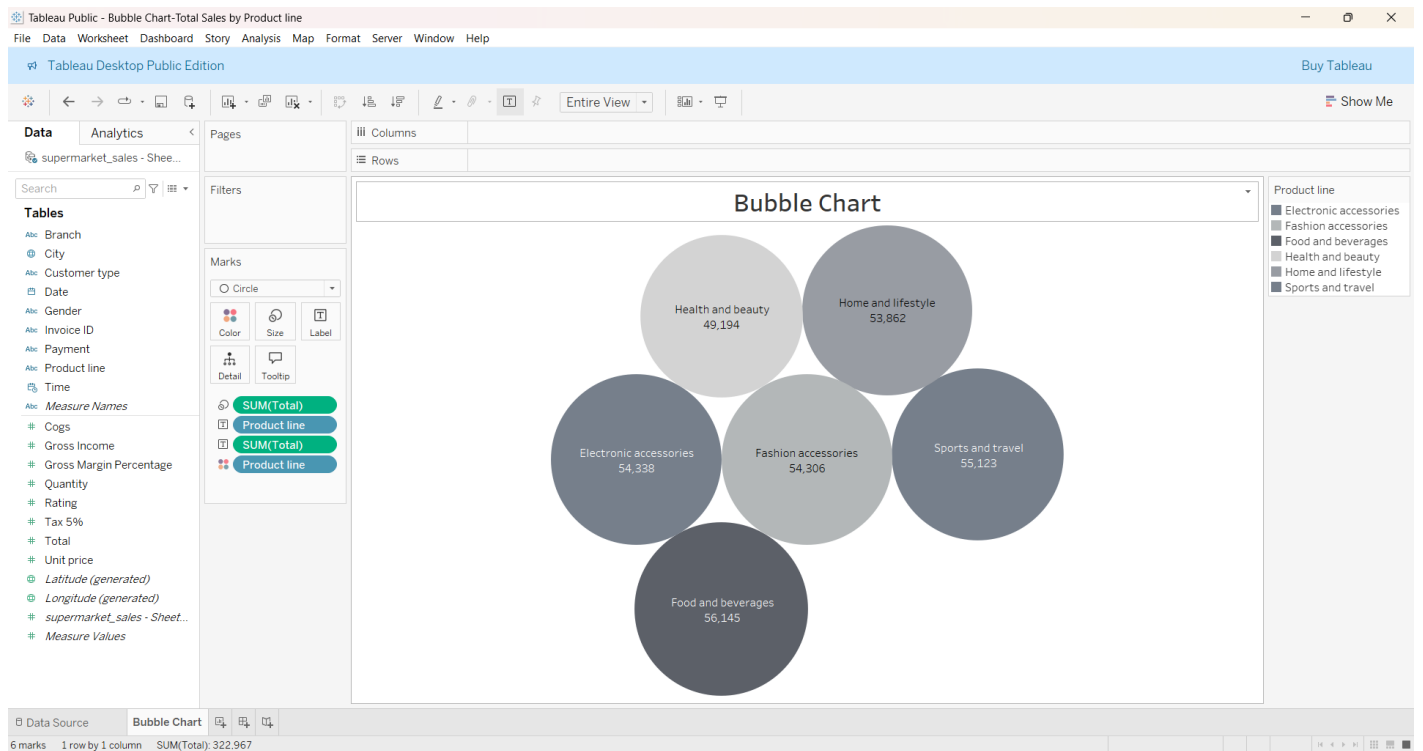 Tableau Public - Bubble Chart-Total Sales by Product line
File Data Worksheet Dashboard Story Analysis Map Format Server Window Help
Tableau Desktop Public Edition
Buy Tableau
Entire View
Show Me
Data Analytics
supermarket_sales - Shee...
Search
Tables
Abc Branch
City
Abc Customer type
Date
Abc Gender
Abc Invoice ID
Abc Payment
Abc Product line
Time
Abc Measure Names
# Cogs
# Gross Income
# Gross Margin Percentage
# Quantity
# Rating
# Tax 5%
# Total
# Unit price
Latitude (generated)
Longitude (generated)
# supermarket_sales - Sheet...
# Measure Values
Pages
Filters
Marks
Circle
Color
Size
Label
Detail
Tooltip
SUM(Total)
Product line
SUM(Total)
Product line
Columns
Rows
Bubble Chart
Health and beauty
49,194
Home and lifestyle
53,862
Electronic accessories
54,338
Fashion accessories
54,306
Sports and travel
55,123
Food and beverages
56,145
Product line
Electronic accessories
Fashion accessories
Food and beverages
Health and beauty
Home and lifestyle
Sports and travel
Data Source
Bubble Chart
6 marks 1 row by 1 column SUM(Total): 322,967